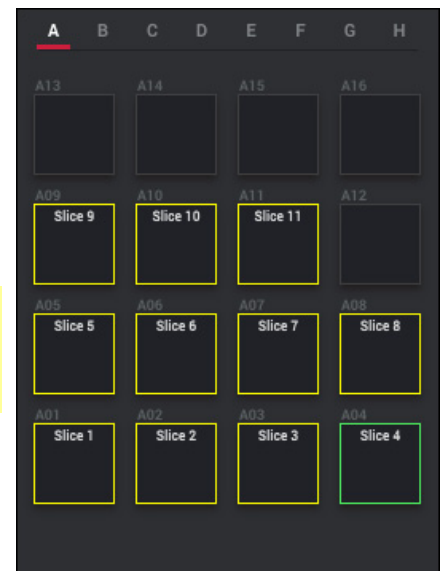 A B C D E F G H
A13 A14 A15 A16
A09 A10 A11 A12
Slice 9 Slice 10 Slice 11
A05 A06 A07 A08
Slice 5 Slice 6 Slice 7 Slice 8
A01 A02 A03 A04
Slice 1 Slice 2 Slice 3 Slice 4